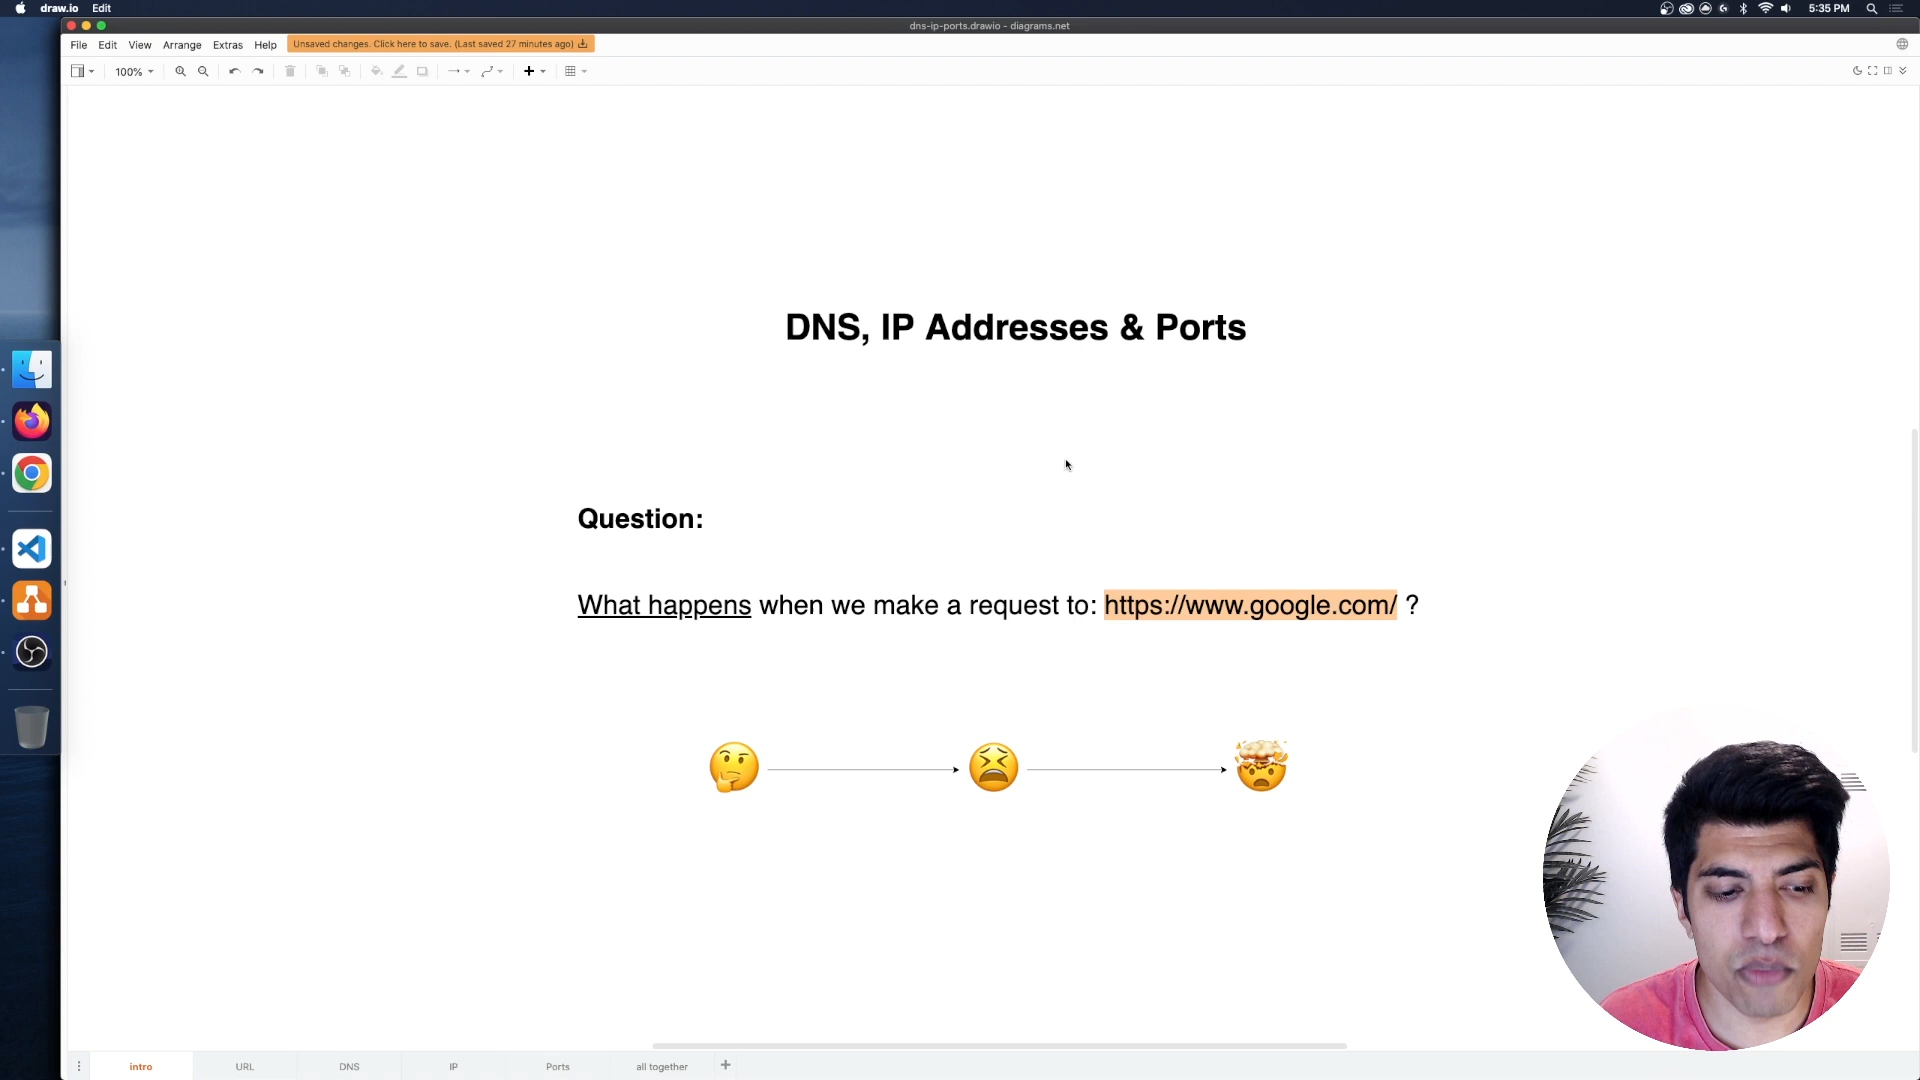 draw.io Edit 5:35 PM
dns-ip-ports.drawio - diagrams.net
File Edit View Arrange Extras Help Unsaved changes. Click here to save. (Last saved 27 minutes ago)
100%
DNS, IP Addresses & Ports
Question:
What happens when we make a request to: https://www.google.com/ ?
intro URL DNS IP Ports all together